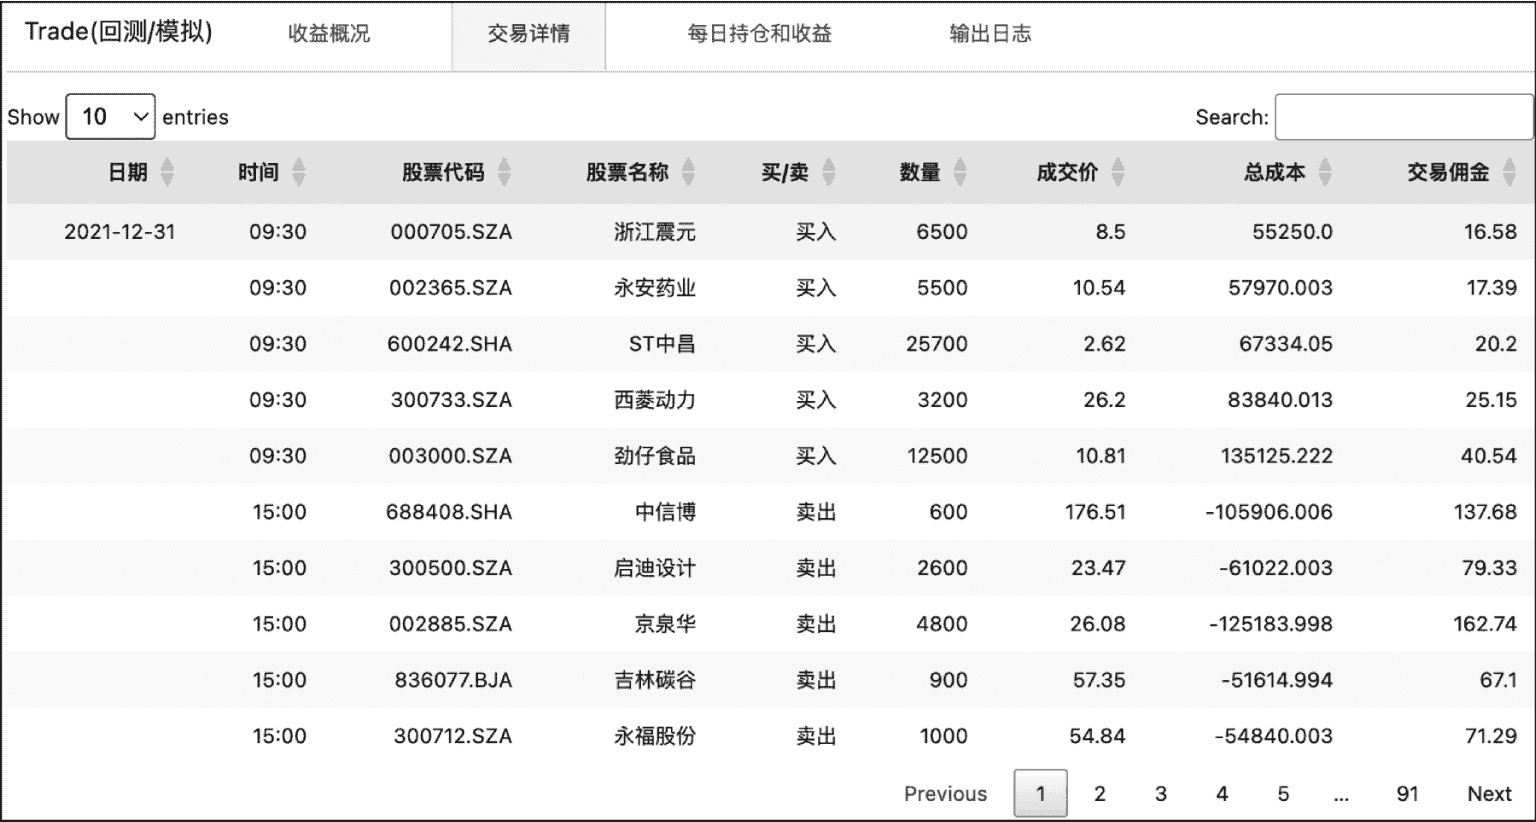 Trade(回测/模拟) 收益概况 交易详情 每日持仓和收益 输出日志
Show 10 entries Search:
日期 时间 股票代码 股票名称 买/卖 数量 成交价 总成本 交易佣金
2021-12-31 09:30 000705.SZA 浙江震元 买入 6500 8.5 55250.0 16.58
09:30 002365.SZA 永安药业 买入 5500 10.54 57970.003 17.39
09:30 600242.SHA ST中昌 买入 25700 2.62 67334.05 20.2
09:30 300733.SZA 西菱动力 买入 3200 26.2 83840.013 25.15
09:30 003000.SZA 劲仔食品 买入 12500 10.81 135125.222 40.54
15:00 688408.SHA 中信博 卖出 600 176.51 -105906.006 137.68
15:00 300500.SZA 启迪设计 卖出 2600 23.47 -61022.003 79.33
15:00 002885.SZA 京泉华 卖出 4800 26.08 -125183.998 162.74
15:00 836077.BJA 吉林碳谷 卖出 900 57.35 -51614.994 67.1
15:00 300712.SZA 永福股份 卖出 1000 54.84 -54840.003 71.29
Previous 1 2 3 4 5 ... 91 Next